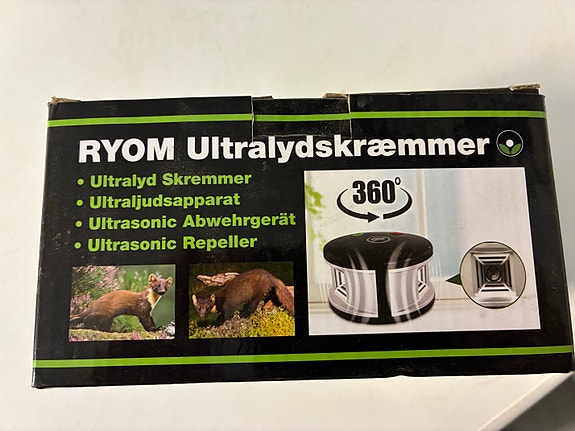 RYOM Ultralydskræmmer
• Ultralyd Skremmer
• Ultraljudsapparat
• Ultrasonic Abwehrgerät
• Ultrasonic Repeller
360°